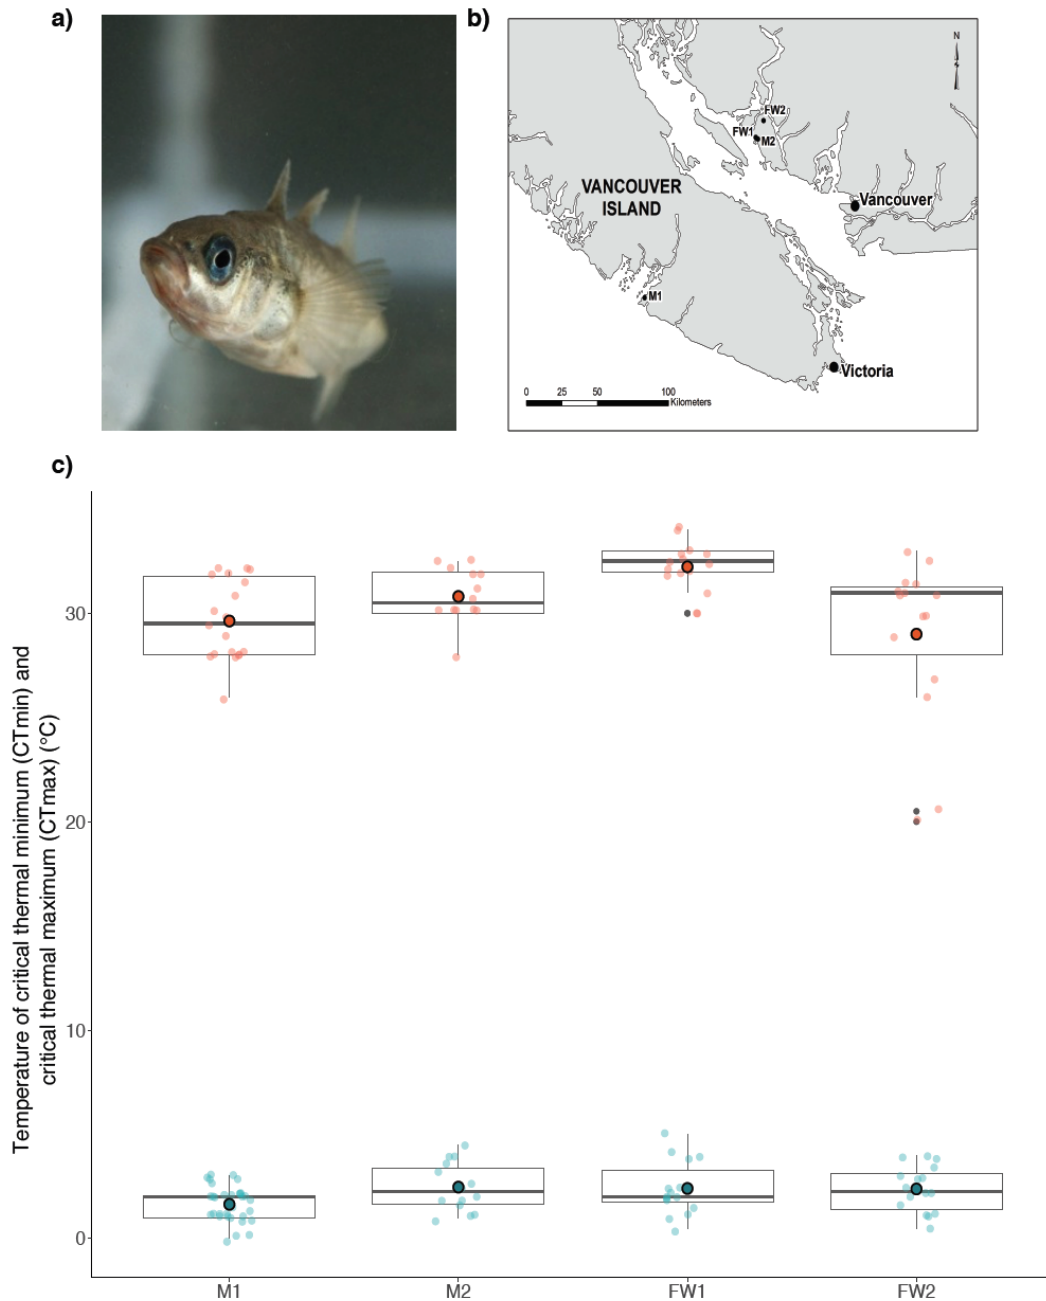 a)
b)
N
FW2
FW1
M2
VANCOUVER
ISLAND
Vancouver
M1
Victoria
0 25 50 100
Kilometers
c)
Temperature of critical thermal minimum (CTmin) and
critical thermal maximum (CTmax) (°C)
30
20
10
0
M1 M2 FW1 FW2